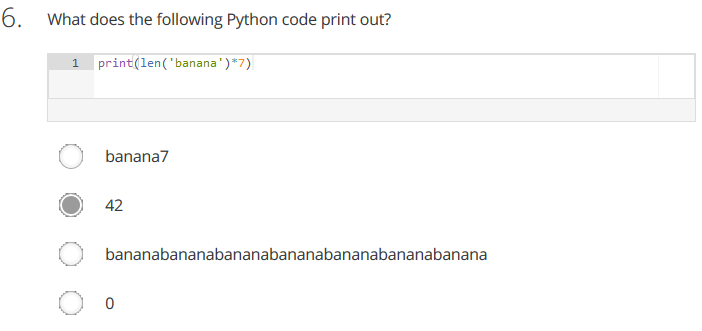 6. What does the following Python code print out?
1 print(len('banana')*7)
banana7
42
bananabananabananabananabananabananabanana
0